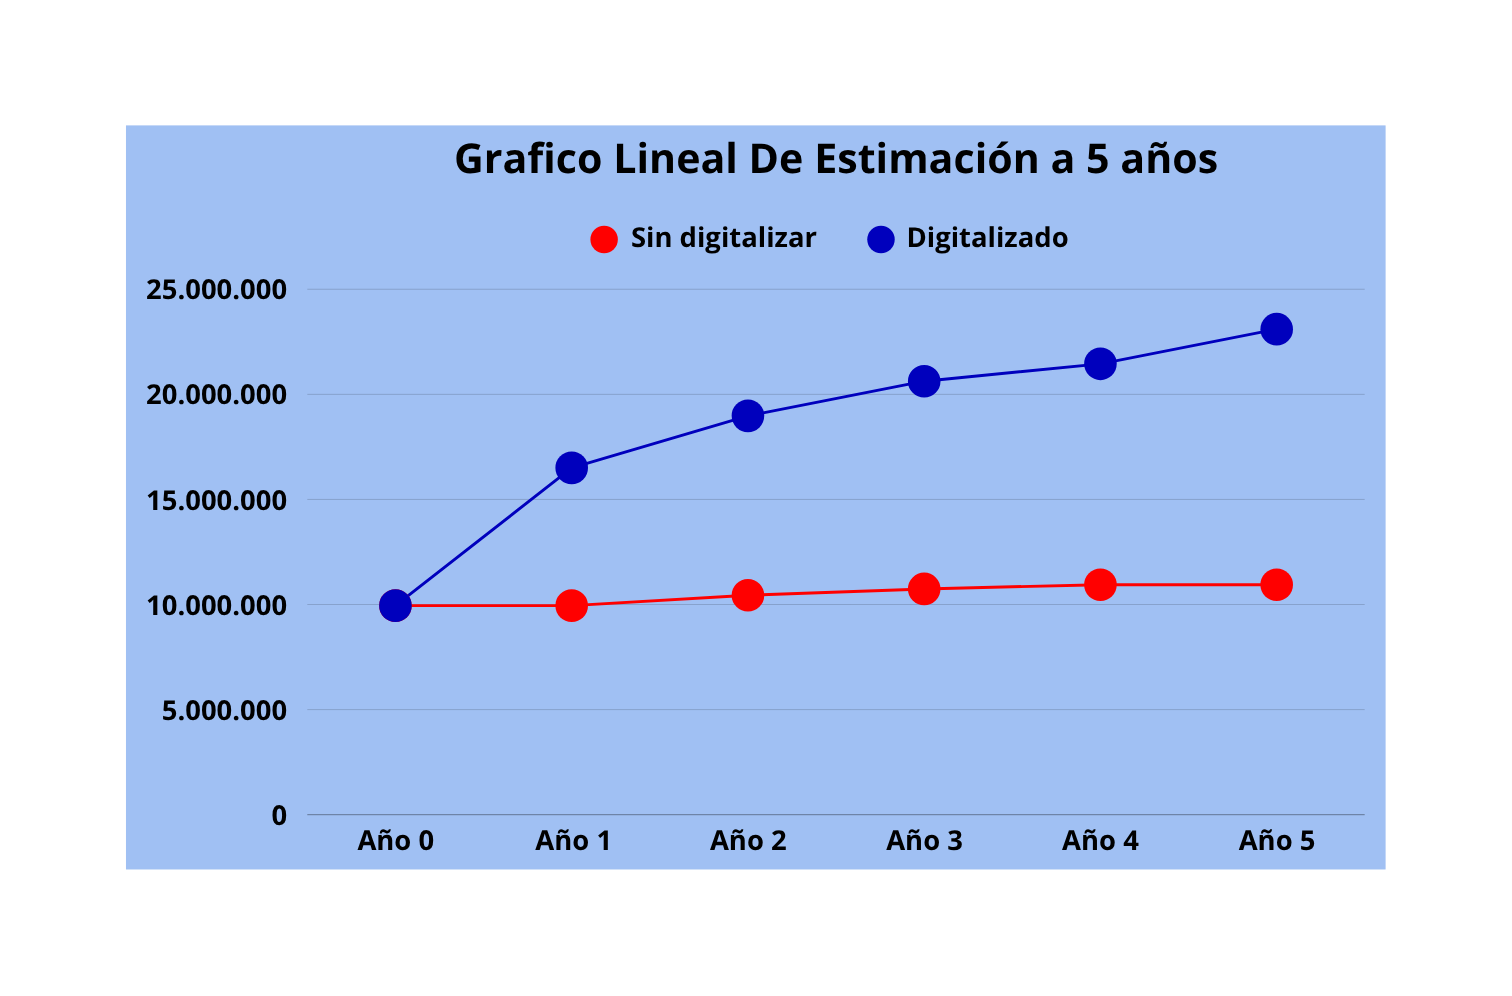 Grafico Lineal De Estimación a 5 años
Sin digitalizar
Digitalizado
25.000.000
20.000.000
15.000.000
10.000.000
5.000.000
0
Año 0
Año 1
Año 2
Año 3
Año 4
Año 5